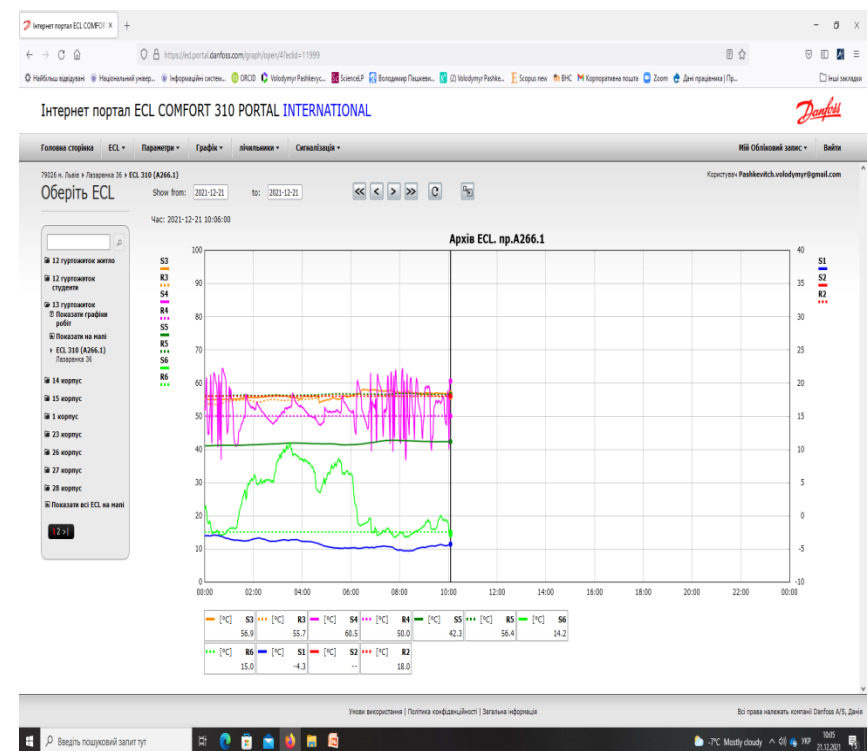 Інтернет портал ECL COMFOR X +
https://ecl.portal.danfoss.com/graph/open/4?eclid=11999
Найбільш відвідувані Національний універ... Інформаційні систем... ORCID Volodymyr Pashkevyc... ScienceLP Володимир Пашкеви... (2) Volodymyr Pashke... Scopus new ВНС Корпоративна пошта Zoom Дані працівника | Пр... Інші закладки
Інтернет портал ECL COMFORT 310 PORTAL INTERNATIONAL
Danfoss
Головна сторінка ECL Параметри Графік лічильники Сигналізація Мій Обліковий запис Вийти
79026 м. Львів Лазаренка 36 ECL 310 (A266.1) Користувач Pashkevitch.volodymyr@gmail.com
Оберіть ECL Show from: 2021-12-21 to: 2021-12-21 << < > >>
Час: 2021-12-21 10:06:00
Архів ECL. пр.A266.1
12 гуртожиток житло
12 гуртожиток студенти
13 гуртожиток
Показати графіки робіт
Показати на мапі
ECL 310 (A266.1)
Лазаренка 36
14 корпус
15 корпус
1 корпус
23 корпус
26 корпус
27 корпус
28 корпус
Показати всі ECL на мапі
1 2 > |
S3
R3
S4
R4
S5
R5
S6
R6
100
90
80
70
60
50
40
30
20
10
0
40
35
30
25
20
15
10
5
0
-5
-10
S1
S2
R2
00:00 02:00 04:00 06:00 08:00 10:00 12:00 14:00 16:00 18:00 20:00 22:00 00:00
[°C] S3 [°C] R3 [°C] S4 [°C] R4 [°C] S5 [°C] R5 [°C] S6
56.9 55.7 60.5 50.0 42.3 56.4 14.2
[°C] R6 [°C] S1 [°C] S2 [°C] R2
15.0 -4.3 -- 18.0
Умови використання | Політика конфіденційності | Загальна інформація Всі права належать компанії Danfoss A/S, Данія
Введіть пошуковий запит тут
-7°C Mostly cloudy УКР 10:05
21.12.2021